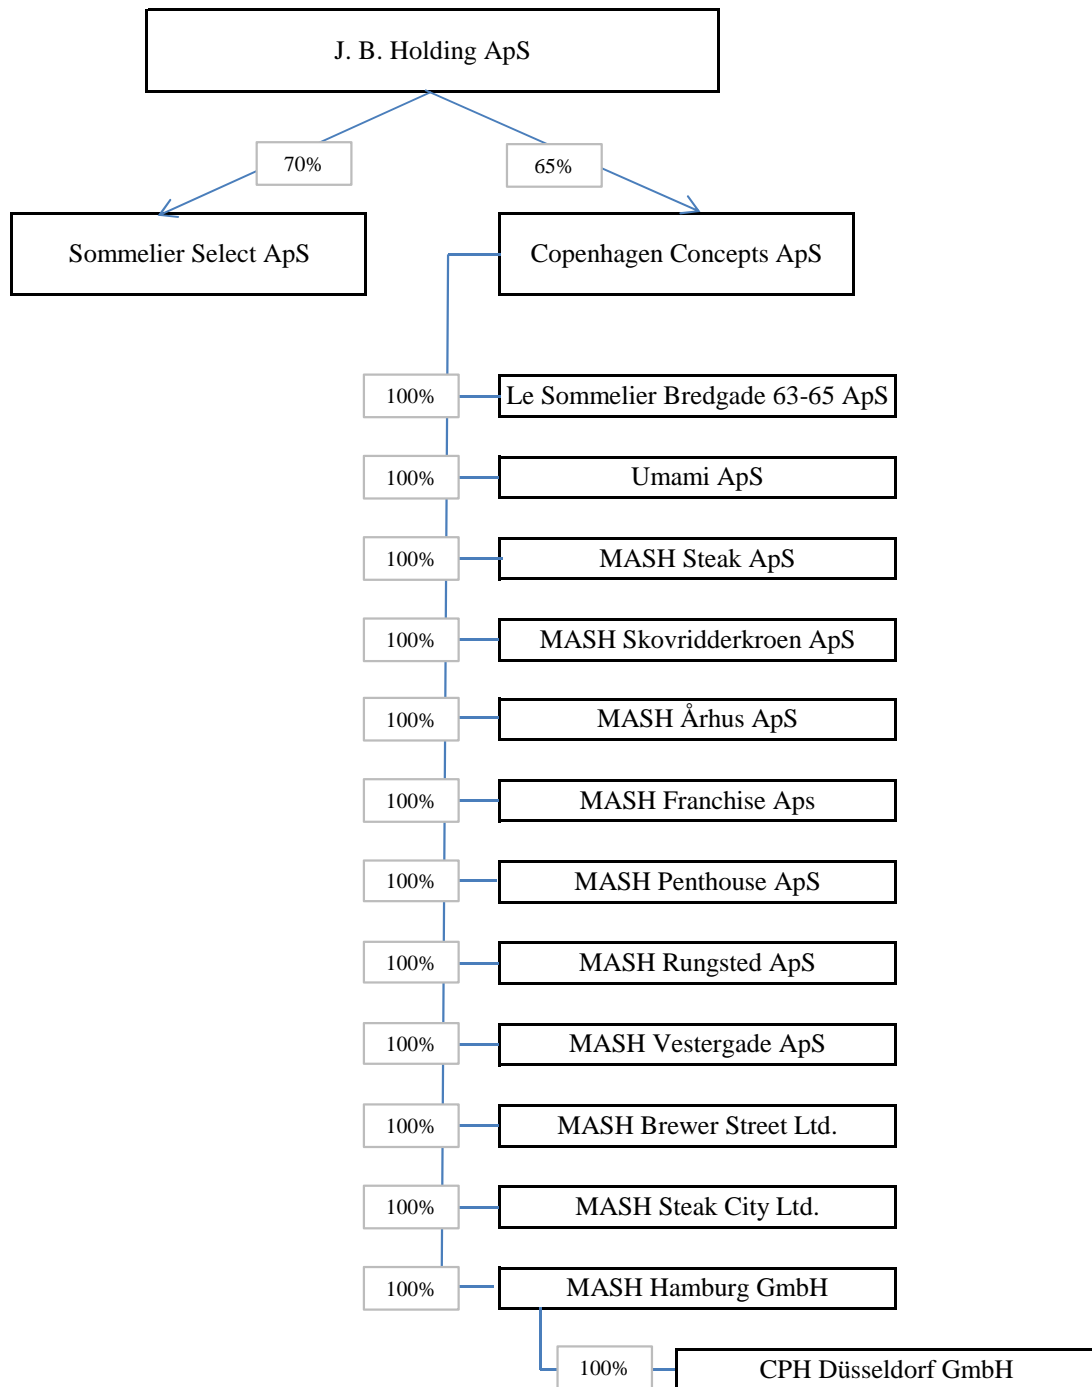 J. B. Holding ApS
70%
65%
Sommelier Select ApS
Copenhagen Concepts ApS
100%
Le Sommelier Bredgade 63-65 ApS
100%
Umami ApS
100%
MASH Steak ApS
100%
MASH Skovridderkroen ApS
100%
MASH Århus ApS
100%
MASH Franchise Aps
100%
MASH Penthouse ApS
100%
MASH Rungsted ApS
100%
MASH Vestergade ApS
100%
MASH Brewer Street Ltd.
100%
MASH Steak City Ltd.
100%
MASH Hamburg GmbH
100%
CPH Düsseldorf GmbH